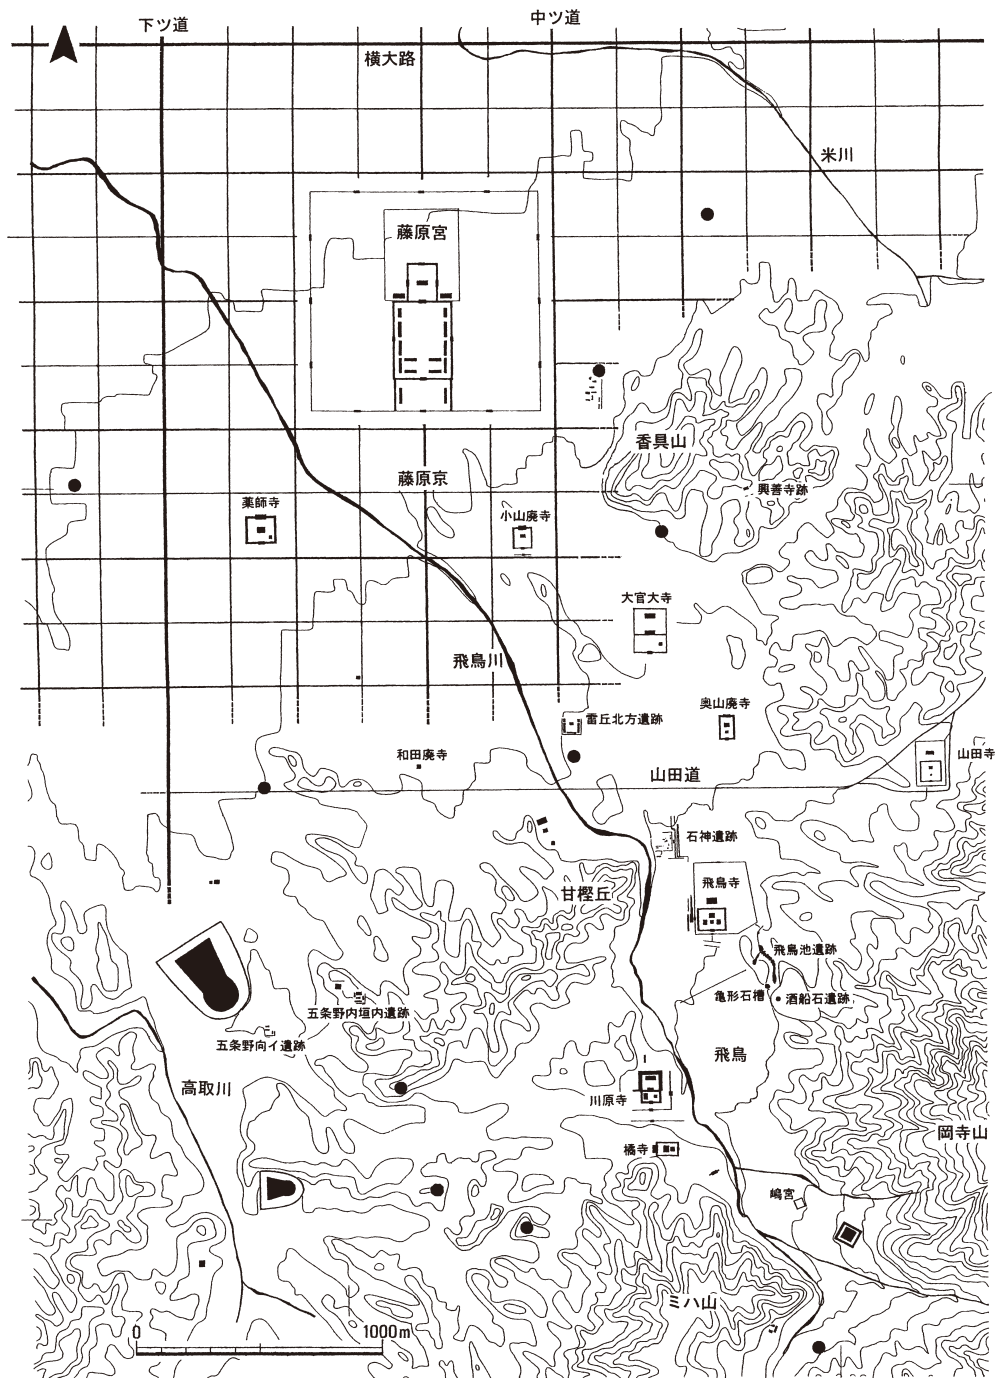 下ツ道
中ツ道
横大路
米川
藤原宮
香具山
藤原京
興善寺跡
薬師寺
小山廃寺
大官大寺
飛鳥川
奥山廃寺
雷丘北方遺跡
和田廃寺
山田寺
山田道
石神遺跡
飛鳥寺
甘樫丘
飛鳥池遺跡
亀形石槽
酒船石遺跡
五条野内垣内遺跡
五条野向イ遺跡
飛鳥
高取川
川原寺
岡寺山
橘寺
嶋宮
ミハ山
0
1000m